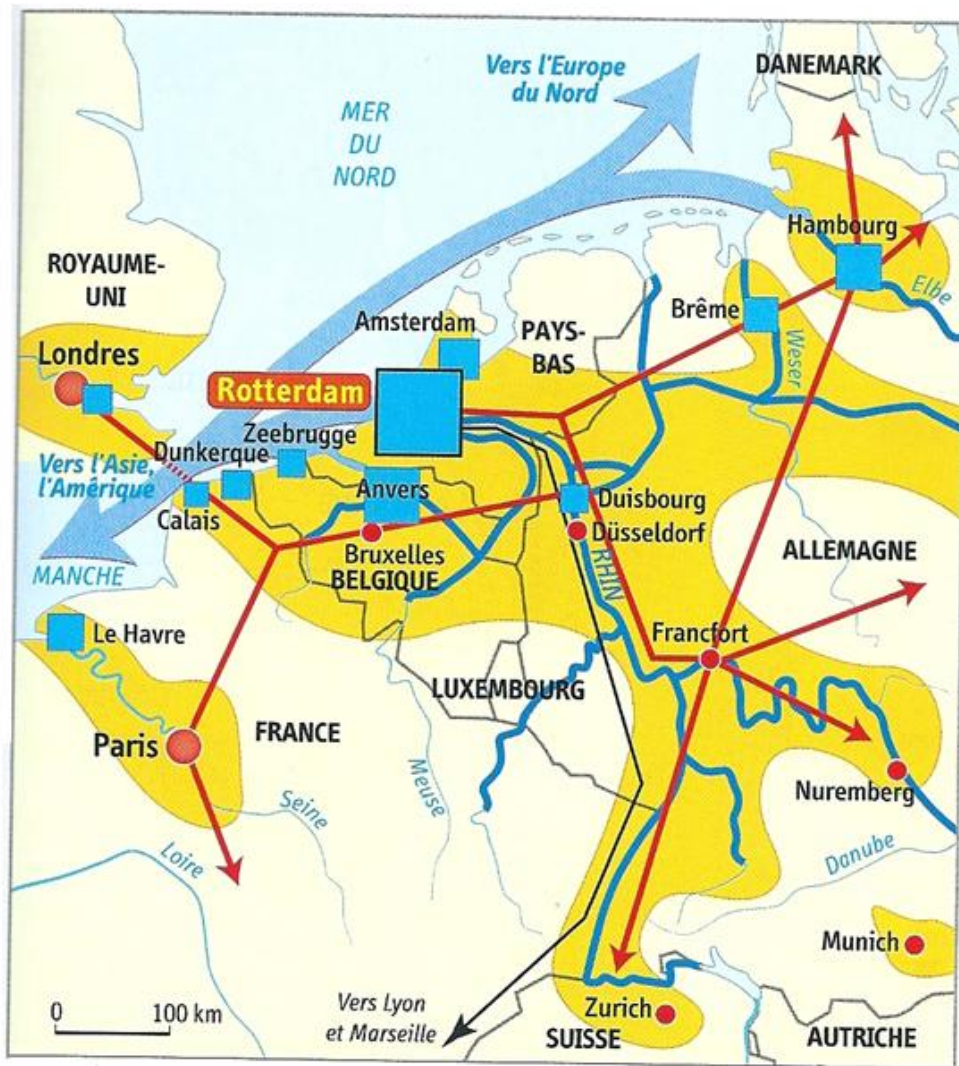 Vers l'Europe
du Nord
DANEMARK
MER
DU
NORD
Hambourg
ROYAUME-
UNI
Elbe
Amsterdam
PAYS-
BAS
Brême
Weser
Londres
Rotterdam
Zeebrugge
Dunkerque
Vers l'Asie,
l'Amérique
Anvers
Duisbourg
Calais
Düsseldorf
Bruxelles
BELGIQUE
ALLEMAGNE
MANCHE
RHIN
Le Havre
Francfort
LUXEMBOURG
FRANCE
Paris
Meuse
Seine
Nuremberg
Loire
Danube
Munich
0 100 km
Vers Lyon
et Marseille
Zurich
SUISSE
AUTRICHE